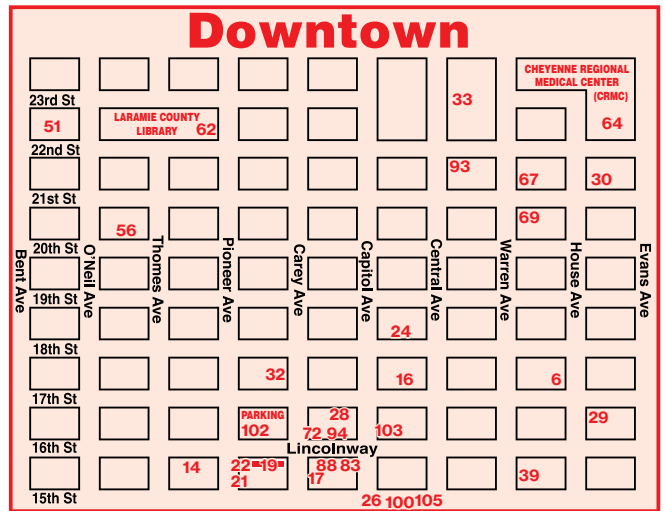 Downtown
CHEYENNE REGIONAL
MEDICAL CENTER
(CRMC)
33
23rd St
LARAMIE COUNTY
LIBRARY 62
51
64
22nd St
93
67
30
21st St
69
56
20th St
Bent Ave
O'Neil Ave
Thomes Ave
Pioneer Ave
Carey Ave
Capitol Ave
Central Ave
Warren Ave
House Ave
Evans Ave
19th St
24
18th St
32
16
6
17th St
PARKING
102
28
72 94
103
29
16th St
Lincolnway
14
22 19
21
88 83
17
39
15th St
26 100 105